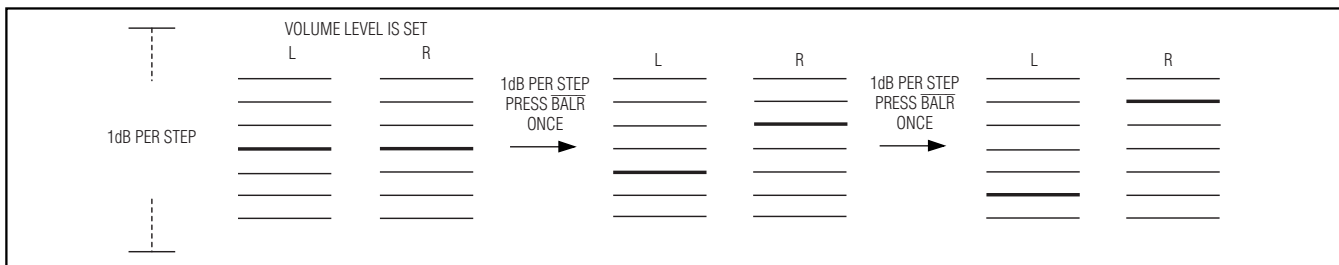 VOLUME LEVEL IS SET
L
R
1dB PER STEP
1dB PER STEP
PRESS BALR
ONCE
L
R
1dB PER STEP
PRESS BALR
ONCE
L
R